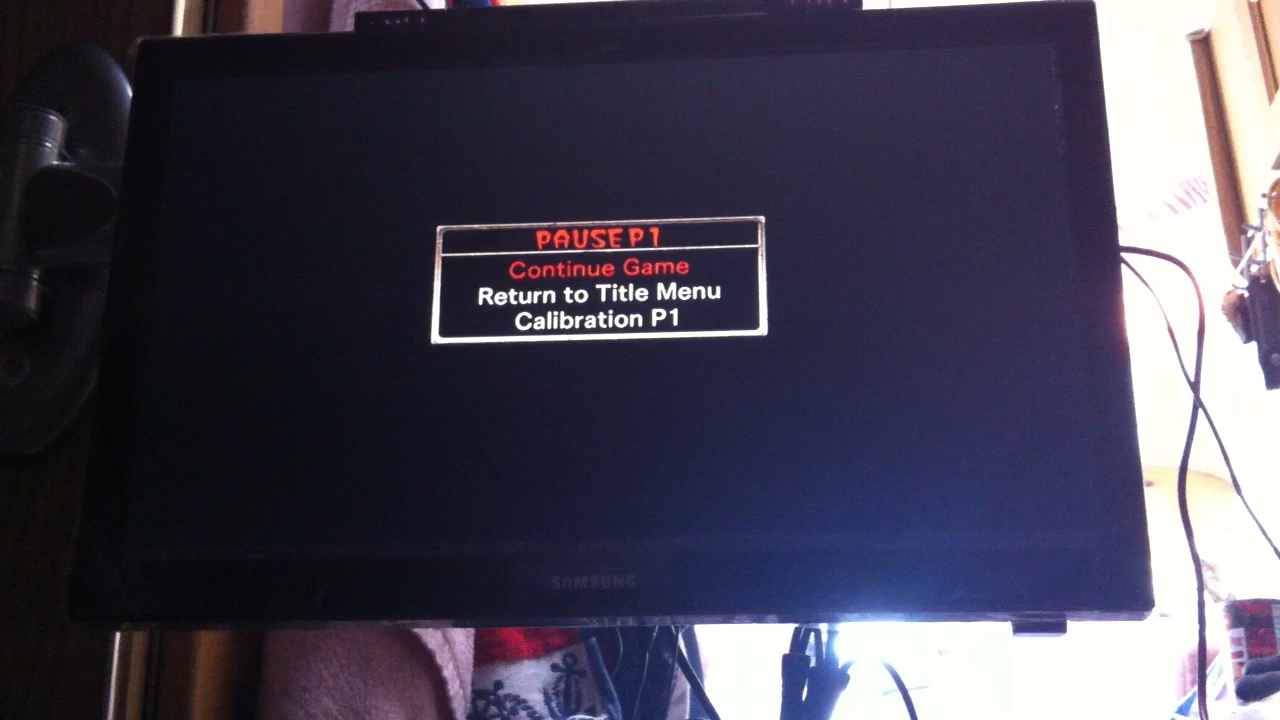 PAUSE P1
Continue Game
Return to Title Menu
Calibration P1
SAMSUNG